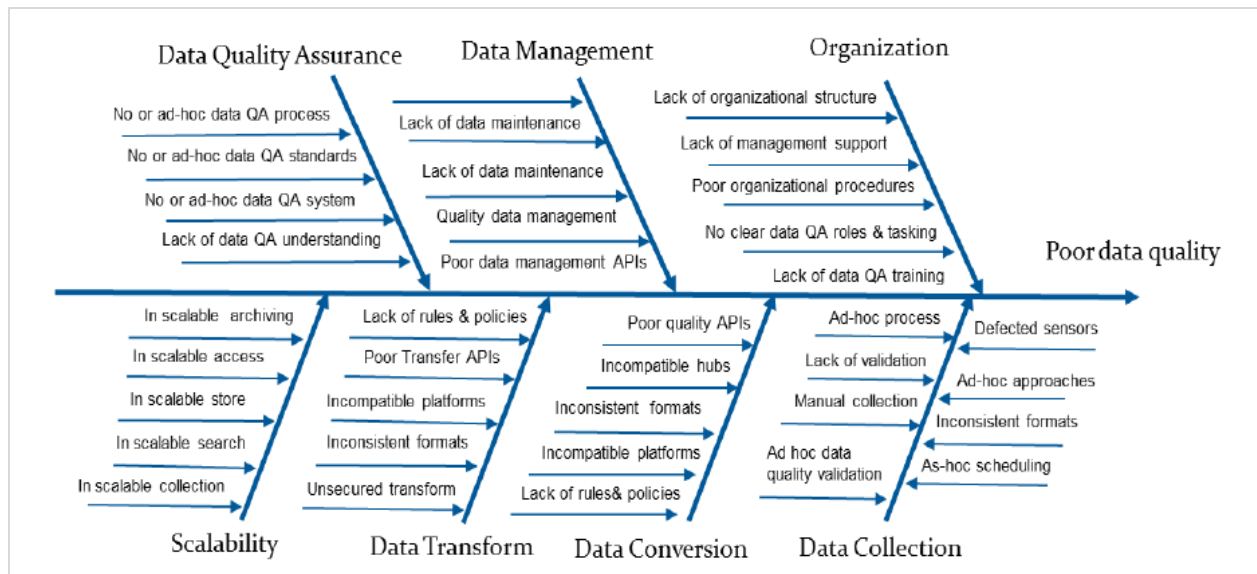 Data Quality Assurance
No or ad-hoc data QA process
No or ad-hoc data QA standards
No or ad-hoc data QA system
Lack of data QA understanding
Data Management
Lack of data maintenance
Lack of data maintenance
Quality data management
Poor data management APIs
Organization
Lack of organizational structure
Lack of management support
Poor organizational procedures
No clear data QA roles & tasking
Lack of data QA training
Poor data quality
In scalable archiving
In scalable access
In scalable store
In scalable search
In scalable collection
Scalability
Lack of rules & policies
Poor Transfer APIs
Incompatible platforms
Inconsistent formats
Unsecured transform
Data Transform
Poor quality APIs
Incompatible hubs
Inconsistent formats
Incompatible platforms
Lack of rules& policies
Data Conversion
Ad-hoc process
Lack of validation
Manual collection
Ad hoc data
quality validation
Defected sensors
Ad-hoc approaches
Inconsistent formats
As-hoc scheduling
Data Collection